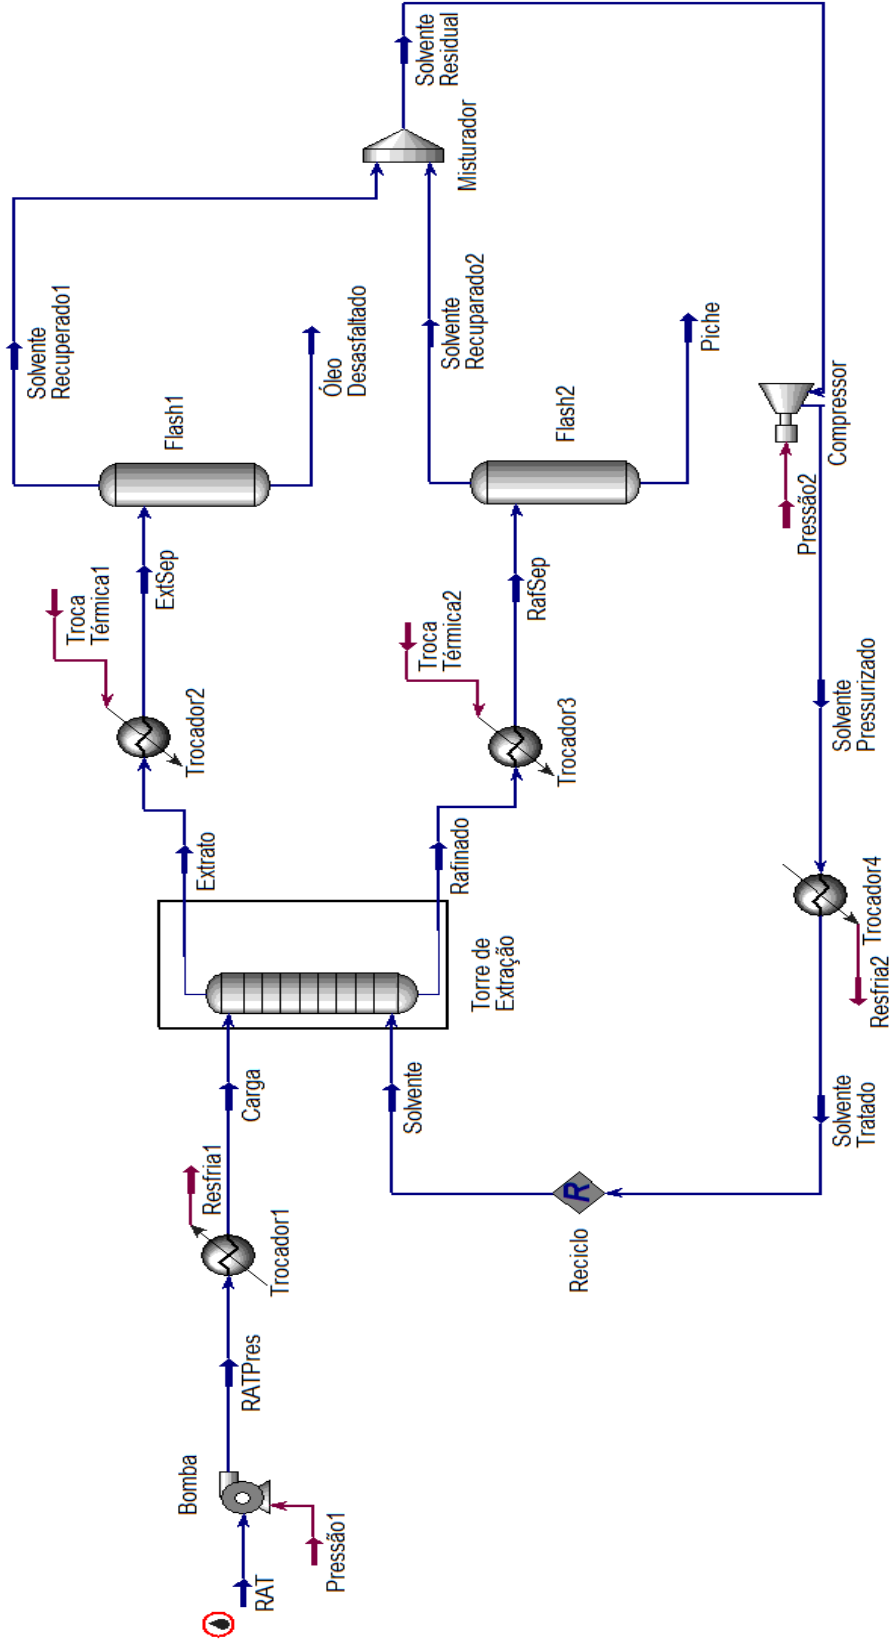 Solvente
Recuperado1
Solvente
Residual
Misturador
Flash1
Óleo
Desasfaltado
Solvente
Recuparado2
Troca
Térmica1
ExtSep
Flash2
Piche
Trocador2
Troca
Térmica2
RafSep
Compressor
Pressão2
Extrato
Trocador3
Rafinado
Solvente
Pressurizado
Torre de
Extração
Trocador4
Resfria2
Carga
Solvente
Solvente
Tratado
Resfria1
Trocador1
R
Reciclo
RATPres
Bomba
RAT
Pressão1